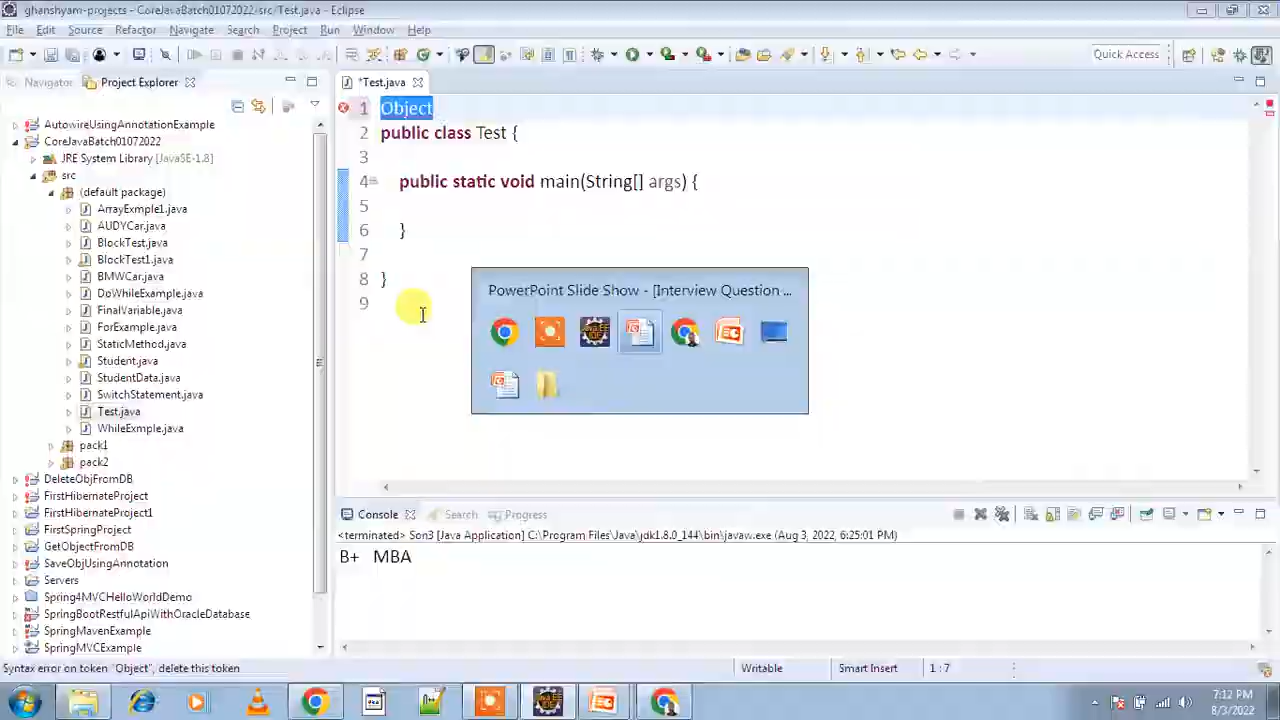 ghanshyam-projects - CoreJavaBatch01072022/src/Test.java - Eclipse
File Edit Source Refactor Navigate Search Project Run Window Help
Quick Access
Navigator Project Explorer
*Test.java
AutowireUsingAnnotationExample
CoreJavaBatch01072022
JRE System Library [JavaSE-1.8]
src
(default package)
ArrayExmple1.java
AUDYCar.java
BlockTest.java
BlockTest1.java
BMWCar.java
DoWhileExample.java
FinalVariable.java
ForExample.java
StaticMethod.java
Student.java
StudentData.java
SwitchStatement.java
Test.java
WhileExmple.java
pack1
pack2
DeleteObjFromDB
FirstHibernateProject
FirstHibernateProject1
FirstSpringProject
GetObjectFromDB
SaveObjUsingAnnotation
Servers
Spring4MVCHelloWorldDemo
SpringBootRestfulApiWithOracleDatabase
SpringMavenExample
SpringMVCExample
1 Object
2 public class Test {
3
4 public static void main(String[] args) {
5
6 }
7
8 }
9
PowerPoint Slide Show - [Interview Question ...
Console Search Progress
<terminated> Son3 [Java Application] C:\Program Files\Java\jdk1.8.0_144\bin\javaw.exe (Aug 3, 2022, 6:25:01 PM)
B+ MBA
Syntax error on token "Object", delete this token
Writable
Smart Insert
1 : 7
7:12 PM
8/3/2022